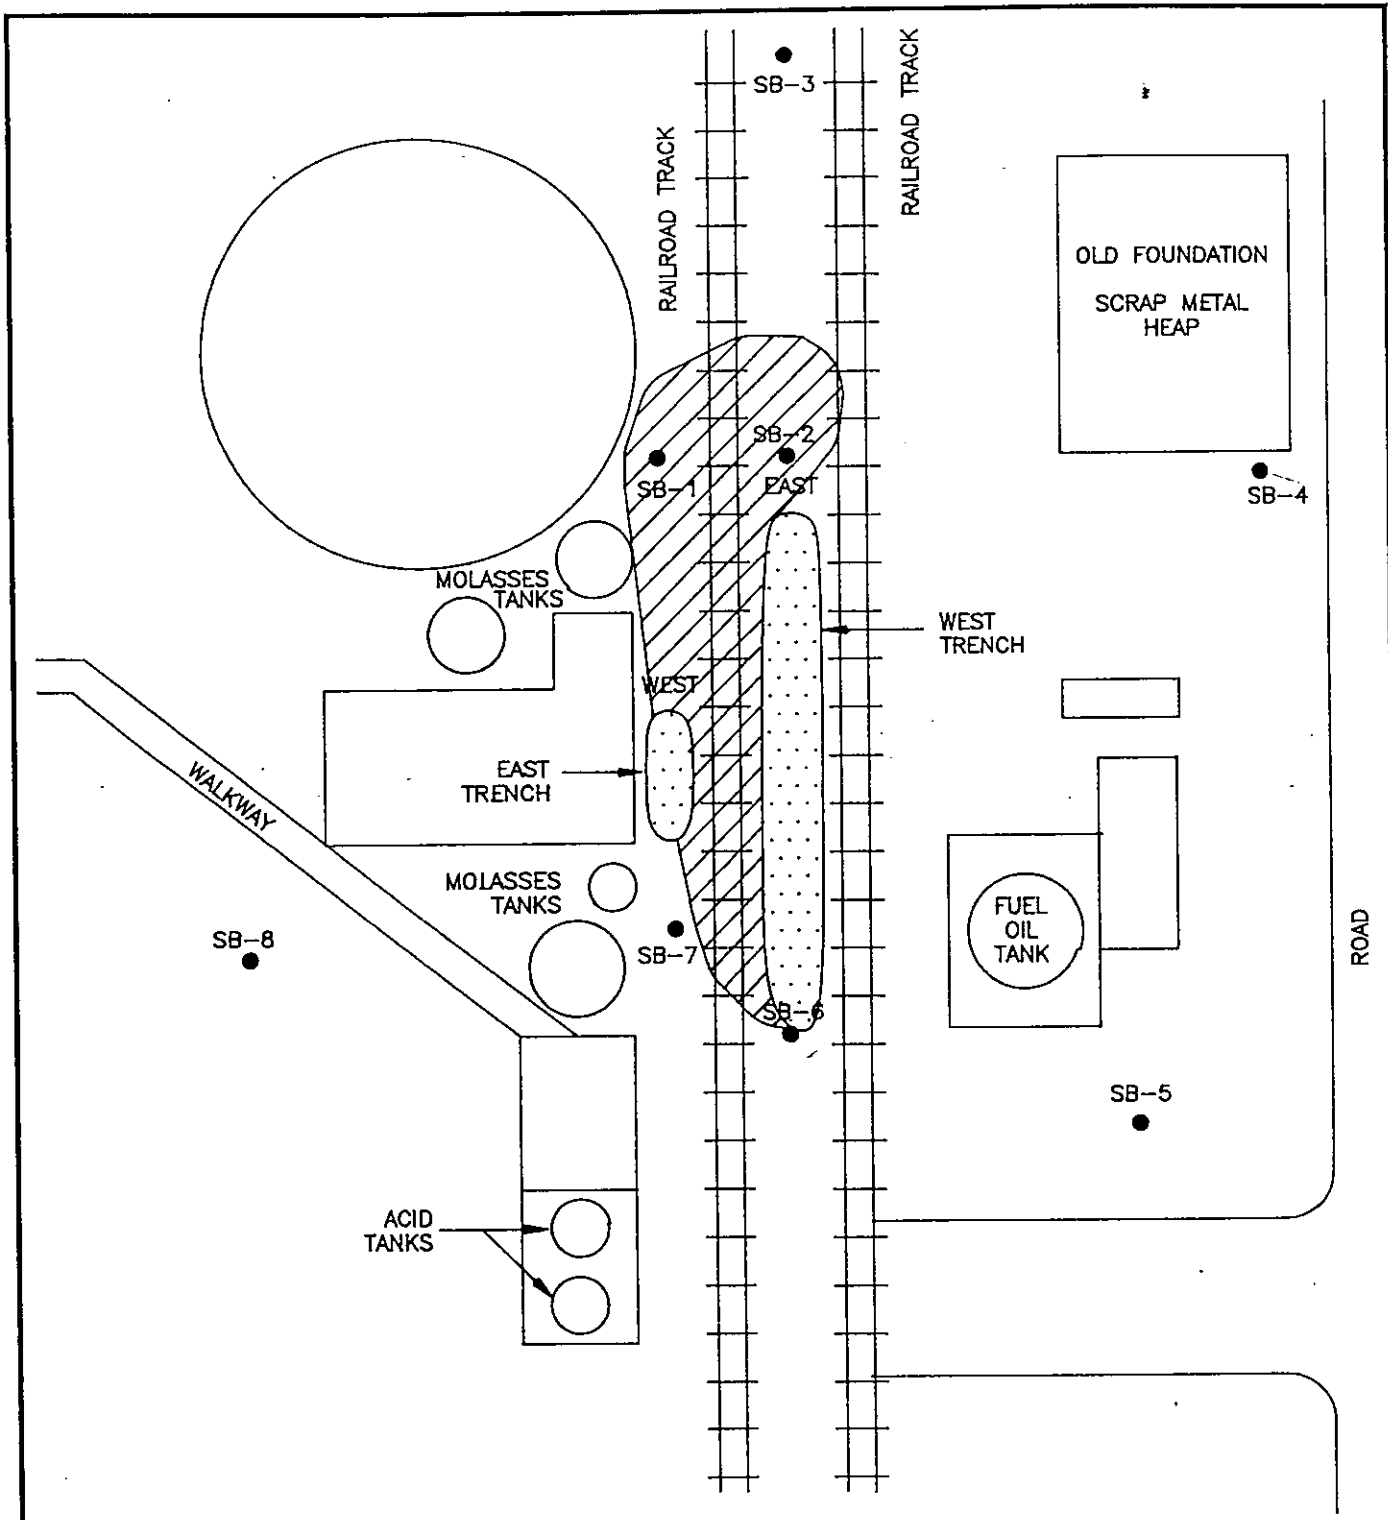 SB-3
RAILROAD TRACK
RAILROAD TRACK
OLD FOUNDATION
SCRAP METAL
HEAP
SB-2
SB-1
EAST
SB-4
MOLASSES
TANKS
WEST
TRENCH
WEST
EAST
TRENCH
WALKWAY
MOLASSES
TANKS
FUEL
OIL
TANK
ROAD
SB-8
SB-7
SB-6
SB-5
ACID
TANKS